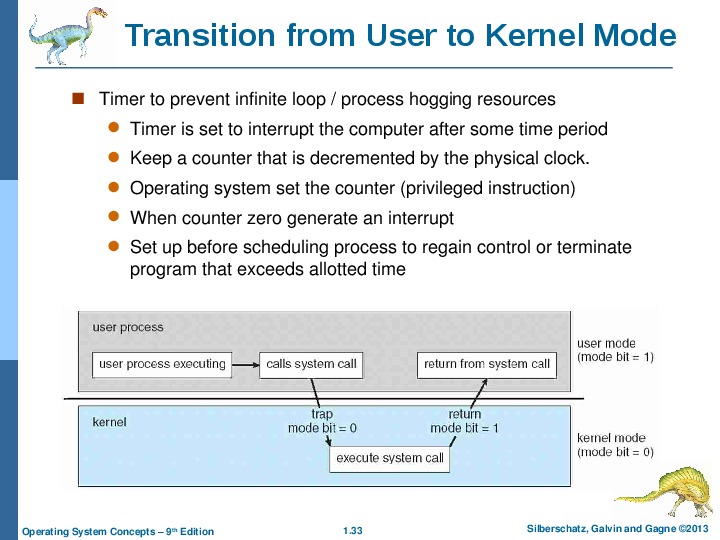 Transition from User to Kernel Mode
Timer to prevent infinite loop / process hogging resources
Timer is set to interrupt the computer after some time period
Keep a counter that is decremented by the physical clock.
Operating system set the counter (privileged instruction)
When counter zero generate an interrupt
Set up before scheduling process to regain control or terminate
program that exceeds allotted time
user process
user process executing
calls system call
return from system call
user mode
(mode bit = 1)
kernel
trap
mode bit = 0
return
mode bit = 1
execute system call
kernel mode
(mode bit = 0)
Operating System Concepts – 9th Edition
1.33
Silberschatz, Galvin and Gagne ©2013